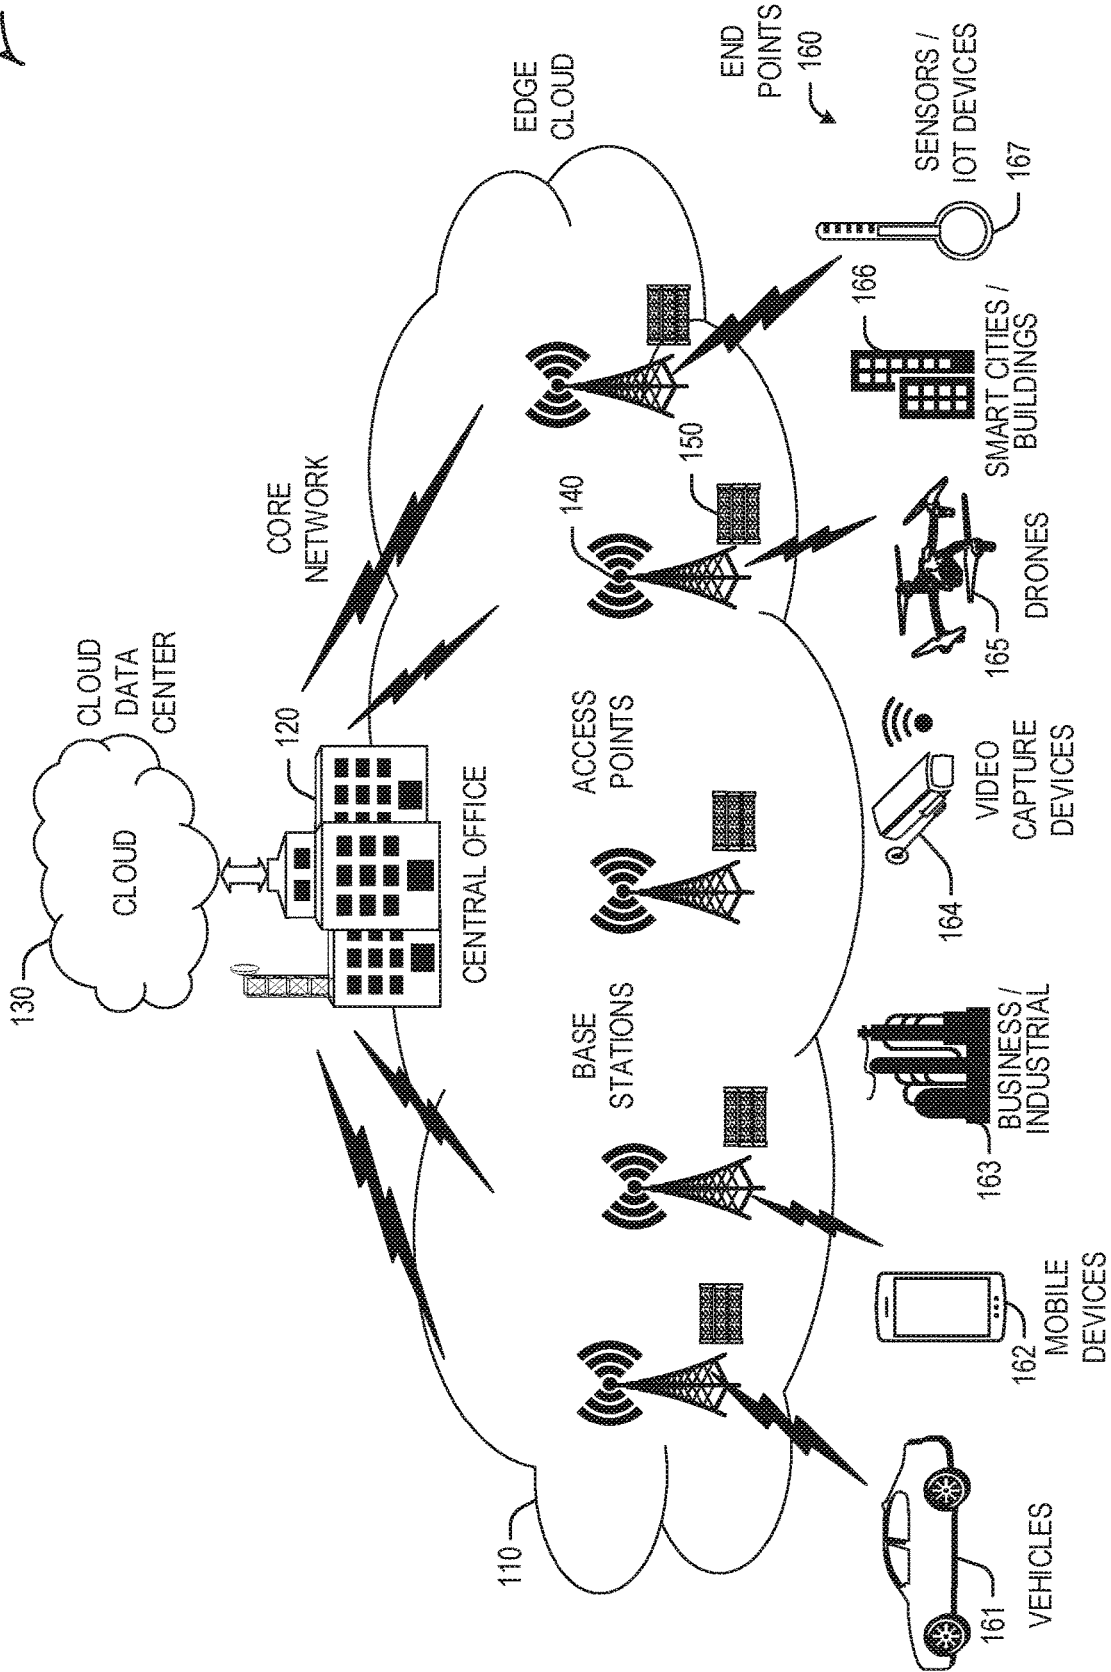 130
CLOUD
CLOUD
DATA
CENTER
120
CORE
NETWORK
CENTRAL OFFICE
EDGE
CLOUD
110
BASE
STATIONS
ACCESS
POINTS
140
150
END
POINTS
160
161
VEHICLES
162
MOBILE
DEVICES
163
BUSINESS /
INDUSTRIAL
164
VIDEO
CAPTURE
DEVICES
165
DRONES
166
SMART CITIES /
BUILDINGS
SENSORS /
IOT DEVICES
167